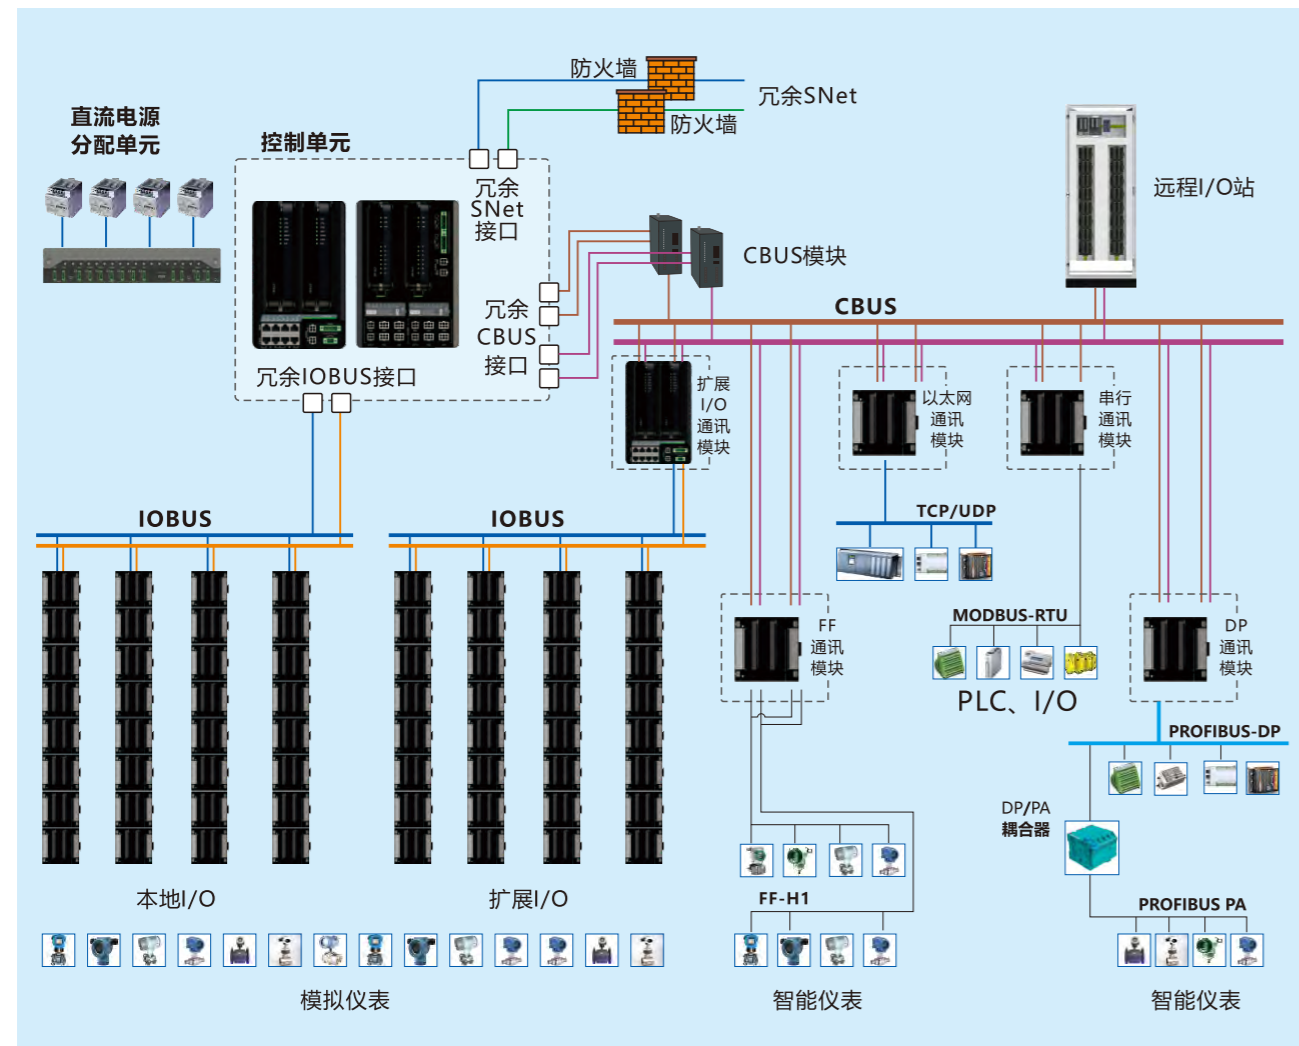 防火墙
冗余SNet
防火墙
直流电源
分配单元
控制单元
冗余
SNet
接口
远程I/O站
CBUS模块
冗余
CBUS
接口
CBUS
冗余IOBUS接口
扩展
I/O
通讯
模块
以太网
通讯
模块
串行
通讯
模块
IOBUS
IOBUS
TCP/UDP
MODBUS-RTU
FF
通讯
模块
DP
通讯
模块
PLC、I/O
PROFIBUS-DP
DP/PA
耦合器
本地I/O
扩展I/O
FF-H1
PROFIBUS PA
模拟仪表
智能仪表
智能仪表